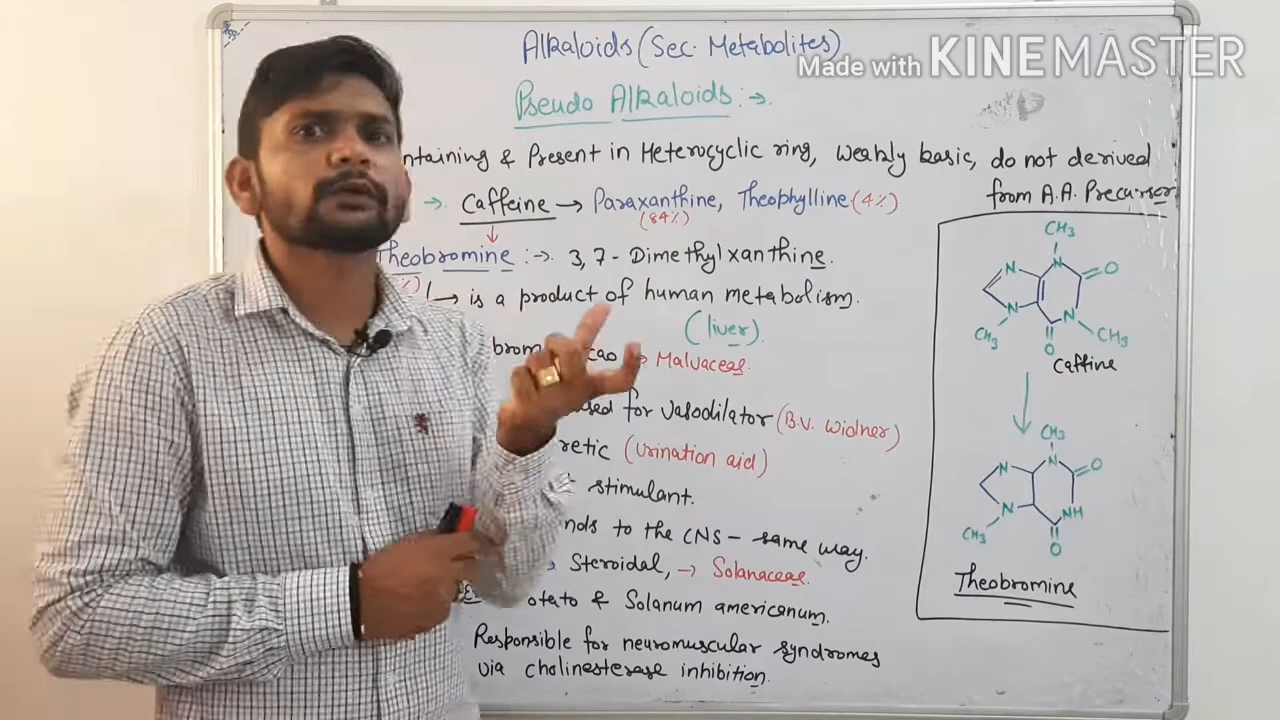 Alkaloids (Sec. Metabolites)
Made with KINEMASTER
Pseudo Alkaloids :->.
ntaining & Present in Heterocyclic ring, weakly basic, do not derived
from A.A. Precursor
→ Caffeine → Paraxanthine, Theophylline (4%)
(84%)
Theobromine :->. 3,7-Dimethylxanthine.
%) is a product of human metabolism.
(liver).
brom cao → Malvaceae.
sed for vasodilator (B.V. widner)
retic (urination aid)
t stimulant.
nds to the CNS - same way.
Steroidal, → Solanaceae.
otato & Solanum americanum.
Responsible for neuromuscular syndromes
via cholinesterase inhibition.
CH3
N
N
O
N
N
CH3
CH3
O
Caffine
CH3
N
N
O
N
NH
CH3
O
Theobromine